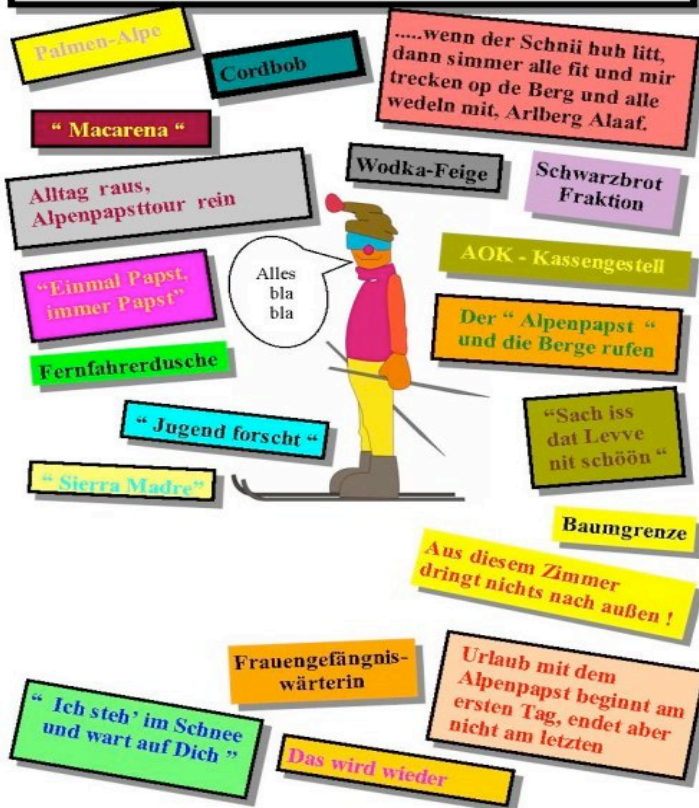 Palmen-Alpe
Cordbob
.....wenn der Schnii huh litt,
dann simmer alle fit und mir
trecken op de Berg und alle
wedeln mit, Arlberg Alaaf.
“ Macarena “
Wodka-Feige
Schwarzbrot
Fraktion
Alltag raus,
Alpenpapsttour rein
Alles
bla
bla
AOK - Kassengestell
“Einmal Papst,
immer Papst”
Der “ Alpenpapst “
und die Berge rufen
Fernfahrerdusche
“ Jugend forscht “
“Sach iss
dat Levve
nit schöön “
“ Sierra Madre”
Baumgrenze
Aus diesem Zimmer
dringt nichts nach außen !
Frauengefängnis-
wärterin
Urlaub mit dem
Alpenpapst beginnt am
ersten Tag, endet aber
nicht am letzten
“ Ich steh’ im Schnee
und wart auf Dich ”
Das wird wieder